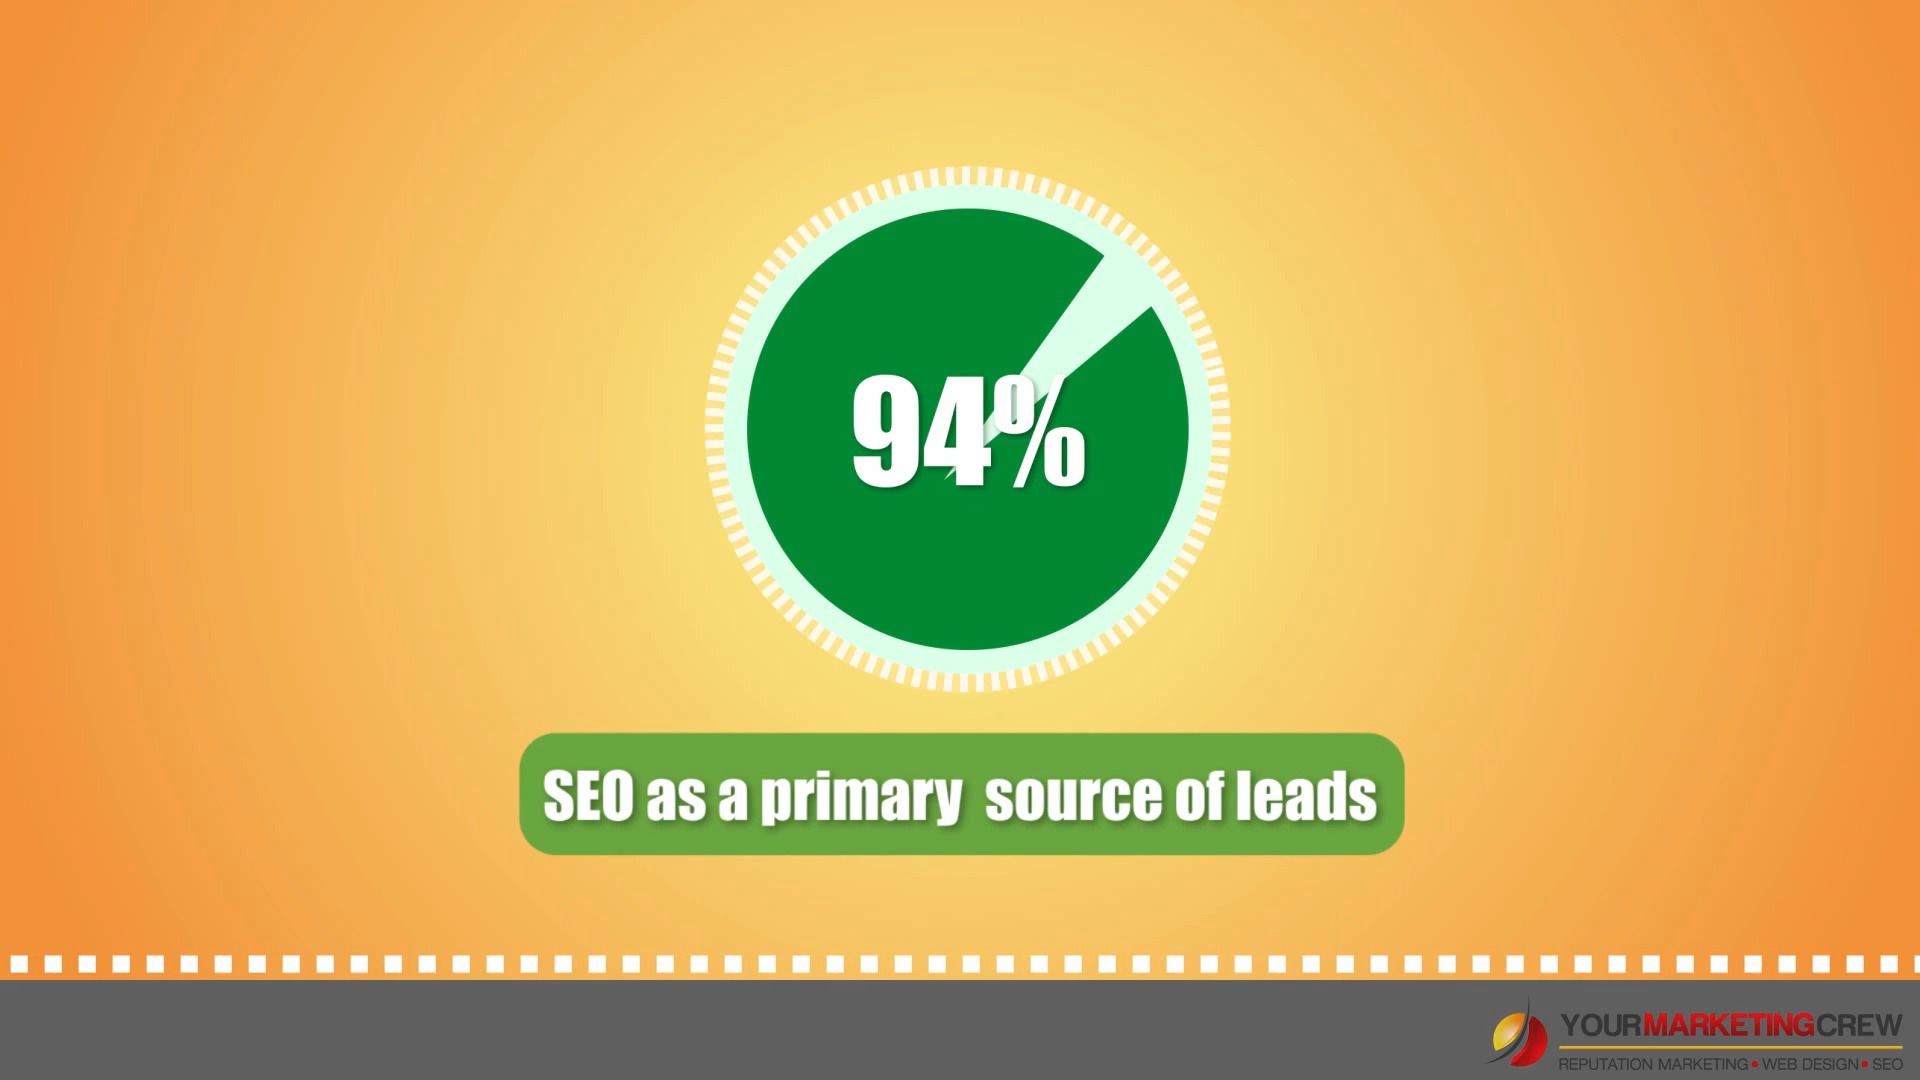 94%
SEO as a primary source of leads
YOURMARKETINGCREW
REPUTATION MARKETING • WEB DESIGN • SEO